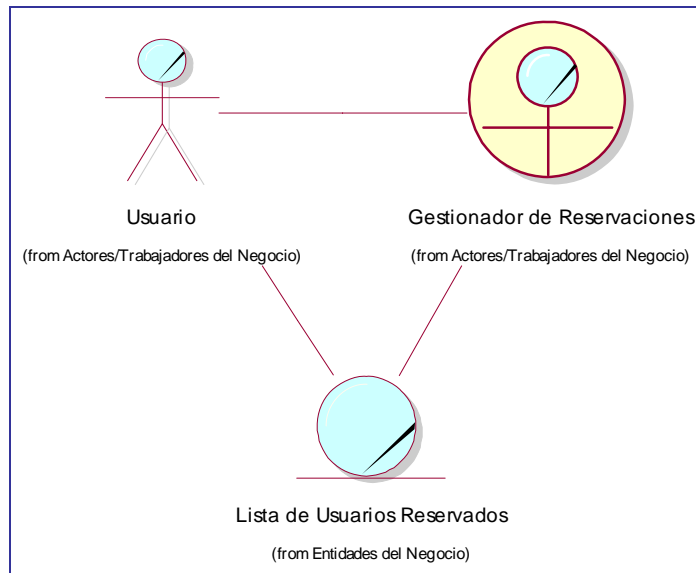 Usuario
Gestionador de Reservaciones
(from Actores/Trabajadores del Negocio)
(from Actores/Trabajadores del Negocio)
Lista de Usuarios Reservados
(from Entidades del Negocio)